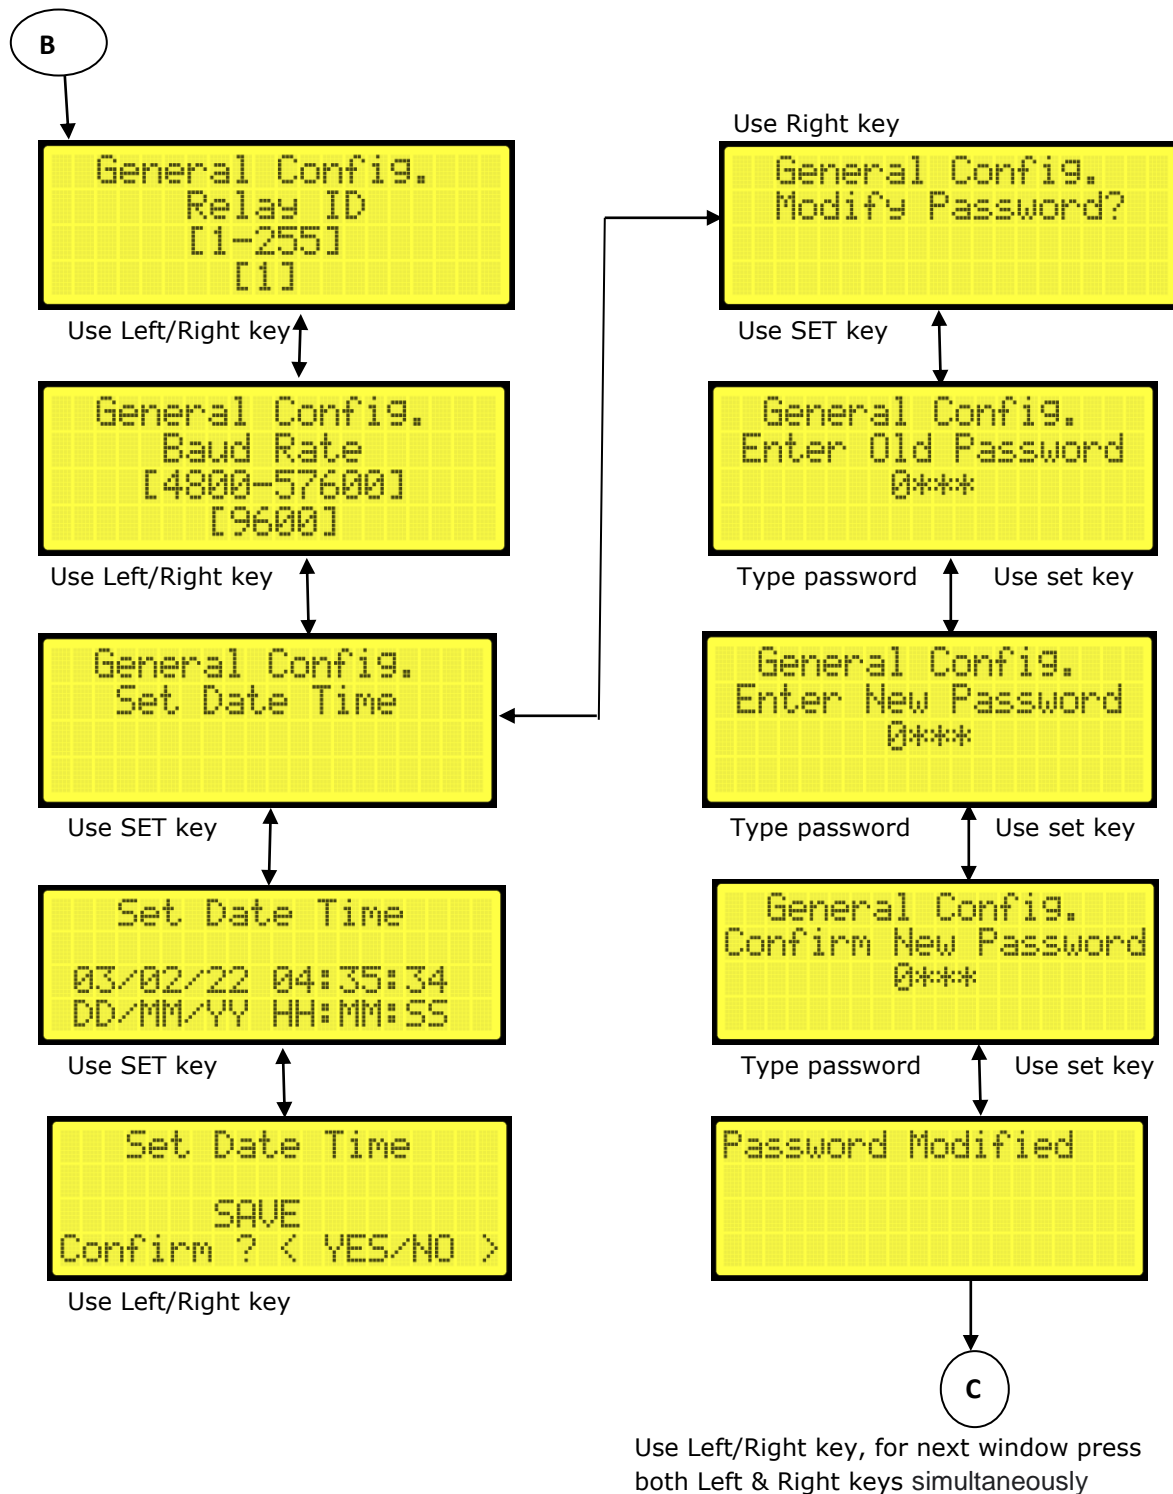 B
General Config.
Relay ID
[1-255]
[1]
Use Left/Right key
General Config.
Baud Rate
[4800-57600]
[9600]
Use Left/Right key
General Config.
Set Date Time
Use SET key
Set Date Time
03/02/22 04:35:34
DD/MM/YY HH:MM:SS
Use SET key
Set Date Time
SAVE
Confirm ? < YES/NO >
Use Left/Right key
Use Right key
General Config.
Modify Password?
Use SET key
General Config.
Enter Old Password
0***
Type password Use set key
General Config.
Enter New Password
0***
Type password Use set key
General Config.
Confirm New Password
0***
Type password Use set key
Password Modified
C
Use Left/Right key, for next window press
both Left & Right keys simultaneously